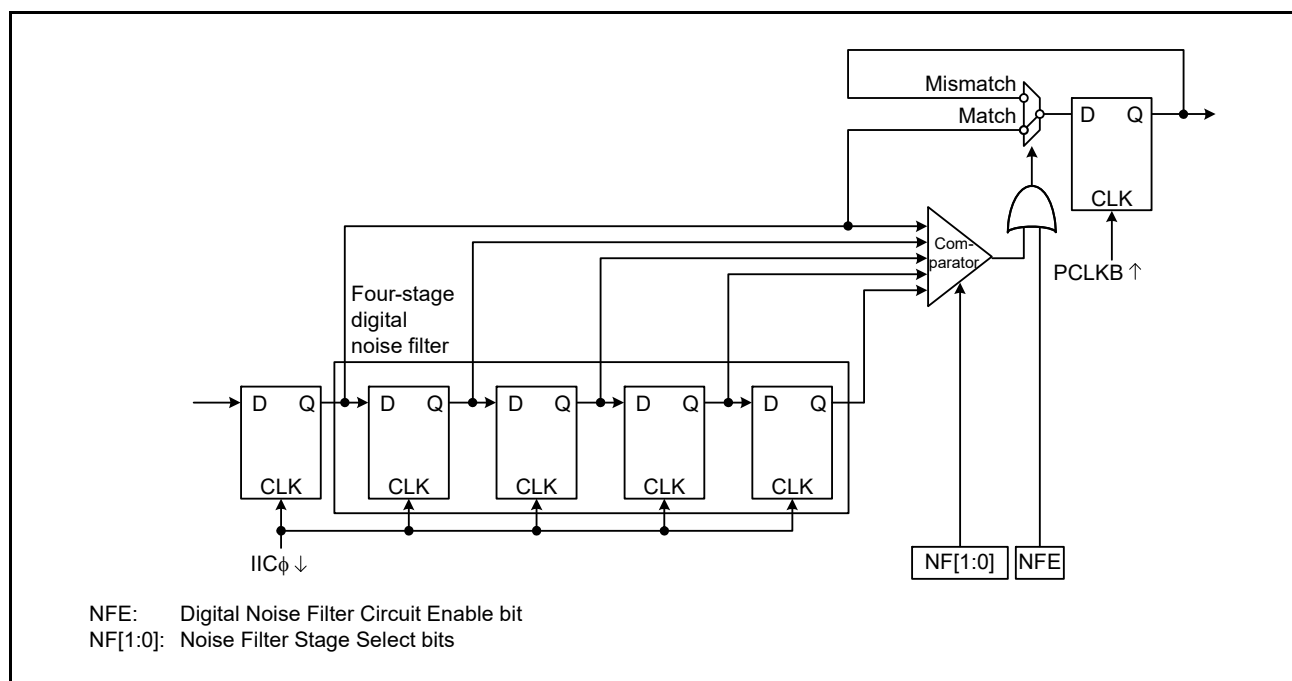 Mismatch
Match
D Q
CLK
PCLKB ↑
Com-
parator
Four-stage
digital
noise filter
D Q
CLK
D Q
CLK
D Q
CLK
D Q
CLK
D Q
CLK
IICϕ ↓
NF[1:0]
NFE
NFE: Digital Noise Filter Circuit Enable bit
NF[1:0]: Noise Filter Stage Select bits